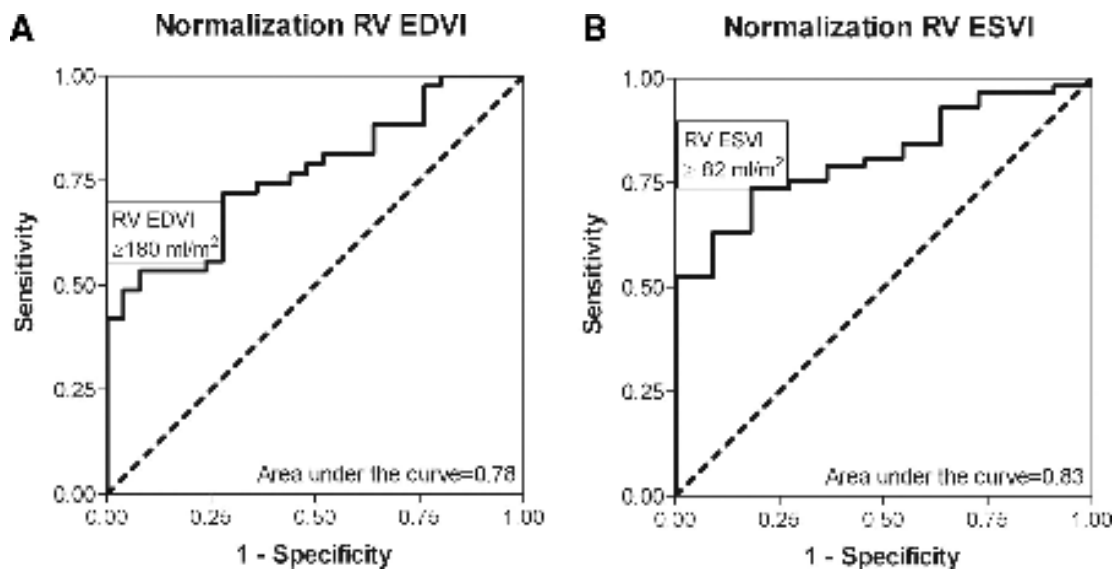 A
Normalization RV EDVI
1.00
0.75
0.50
0.25
0.00
Sensitivity
RV EDVI
≥180 ml/m²
Area under the curve=0.78
0.00 0.25 0.50 0.75 1.00
1 - Specificity
B
Normalization RV ESVI
1.00
0.75
0.50
0.25
0.00
Sensitivity
RV ESVI
≥ 82 ml/m²
Area under the curve=0.83
0.00 0.25 0.50 0.75 1.00
1 - Specificity